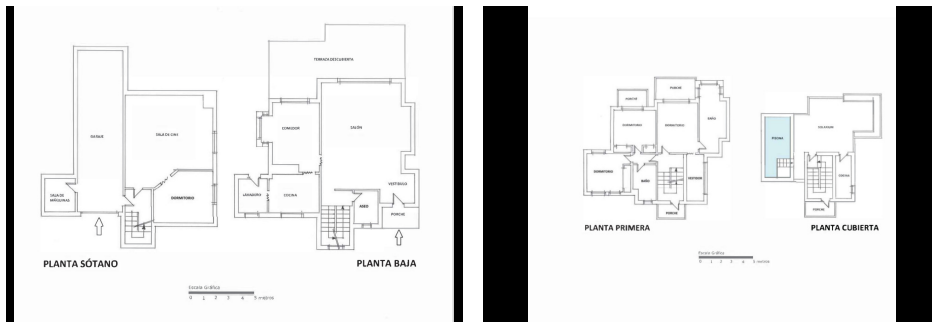 TERRAZA DESCUBIERTA
GARAJE
SALA DE CINE
COMEDOR
SALÓN
SALA DE
MÁQUINAS
DORMITORIO
LAVADERO
COCINA
VESTÍBULO
ASEO
PORCHE
PLANTA SÓTANO
PLANTA BAJA
Escala Gráfica
0 1 2 3 4 5 metros
DORMITORIO
DORMITORIO
BAÑO
DORMITORIO
BAÑO
VESTIDOR
PORCHE
PLANTA PRIMERA
PISCINA
SOLARIUM
COCINA
PORCHE
PLANTA CUBIERTA
Escala Gráfica
0 1 2 3 4 5 metros